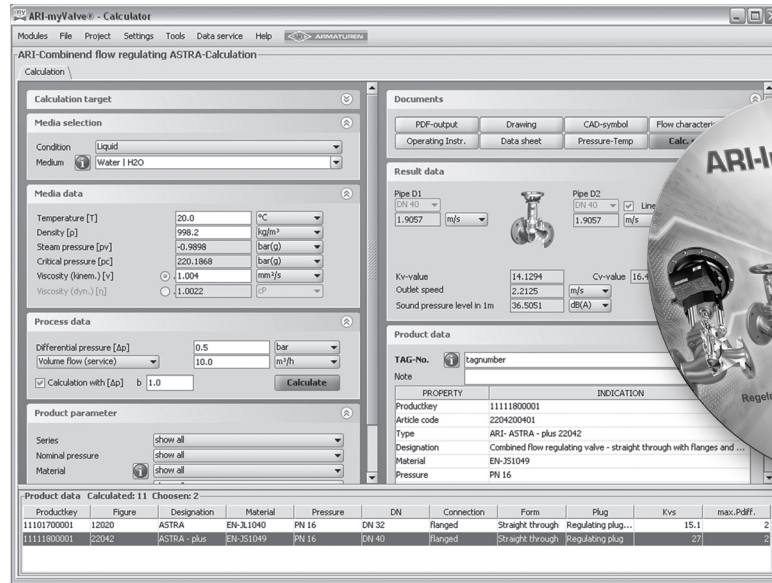 ARI-myValve® - Calculator
Modules File Project Settings Tools Data service Help ARI ARMATUREN
ARI-Combinend flow regulating ASTRA-Calculation
Calculation
Calculation target
Media selection
Condition Liquid
Medium Water | H2O
Media data
Temperature [T] 20.0 °C
Density [ρ] 998.2 kg/m³
Steam pressure [pv] -0.9898 bar(g)
Critical pressure [pc] 220.1868 bar(g)
Viscosity (kinem.) [ν] 1.004 mm²/s
Viscosity (dyn.) [η] 1.0022 cP
Process data
Differential pressure [Δp] 0.5 bar
Volume flow (service) 10.0 m³/h
Calculation with [Δp] b 1.0 Calculate
Product parameter
Series show all
Nominal pressure show all
Material show all
Documents
PDF-output Drawing CAD-symbol Flow characteri
Operating Instr. Data sheet Pressure-Temp Calc.
Result data
Pipe D1 Pipe D2
DN 40 DN 40 Line
1.9057 m/s 1.9057 m/s
Kv-value 14.1294 Cv-value 16.4
Outlet speed 2.2125 m/s
Sound pressure level in 1m 36.5051 dB(A)
Product data
TAG-No. tagnumber
Note
PROPERTY INDICATION
Productkey 11111800001
Article code 2204200401
Type ARI- ASTRA - plus 22042
Designation Combined flow regulating valve - straight through with flanges and ...
Material EN-JS1049
Pressure PN 16
ARI-I
Regel
Product data Calculated: 11 Choosen: 2
Productkey Figure Designation Material Pressure DN Connection Form Plug Kvs max.Pdiff.
11101700001 12020 ASTRA EN-JL1040 PN 16 DN 32 flanged Straight through Regulating plug... 15.1 2
11111800001 22042 ASTRA - plus EN-JS1049 PN 16 DN 40 flanged Straight through Regulating plug 27 2